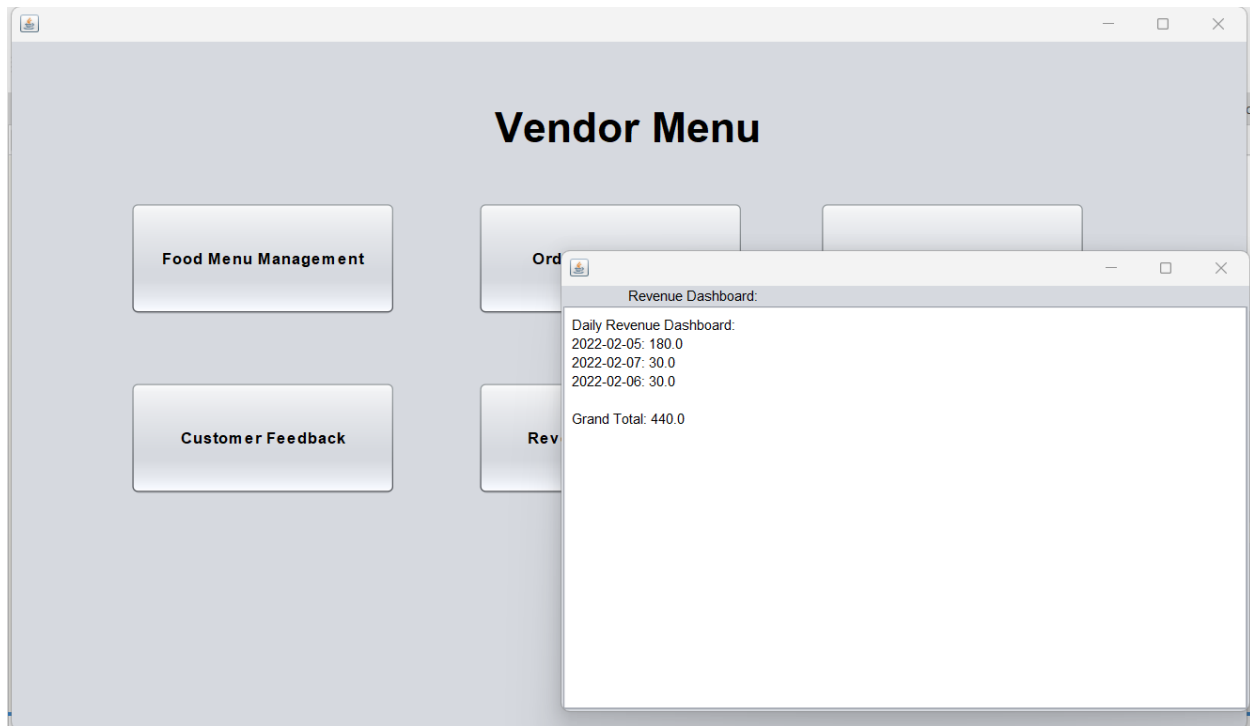 Vendor Menu
Food Menu Management
Ord
Revenue Dashboard:
Daily Revenue Dashboard:
2022-02-05: 180.0
2022-02-07: 30.0
2022-02-06: 30.0
Grand Total: 440.0
Customer Feedback
Rev